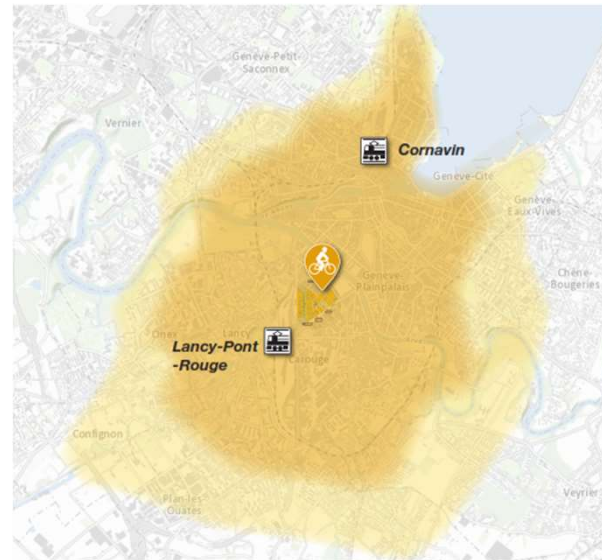 Genève-Petit-
Saconnex
Vernier
Cornavin
Genève-Cité
Genève-
Eaux-Vives
Chêne-
Bougeries
Genève-
Plainpalais
Onex
Lancy
Lancy-Pont
-Rouge
Carouge
Confignon
Plan-les
Ouates
Veyrier